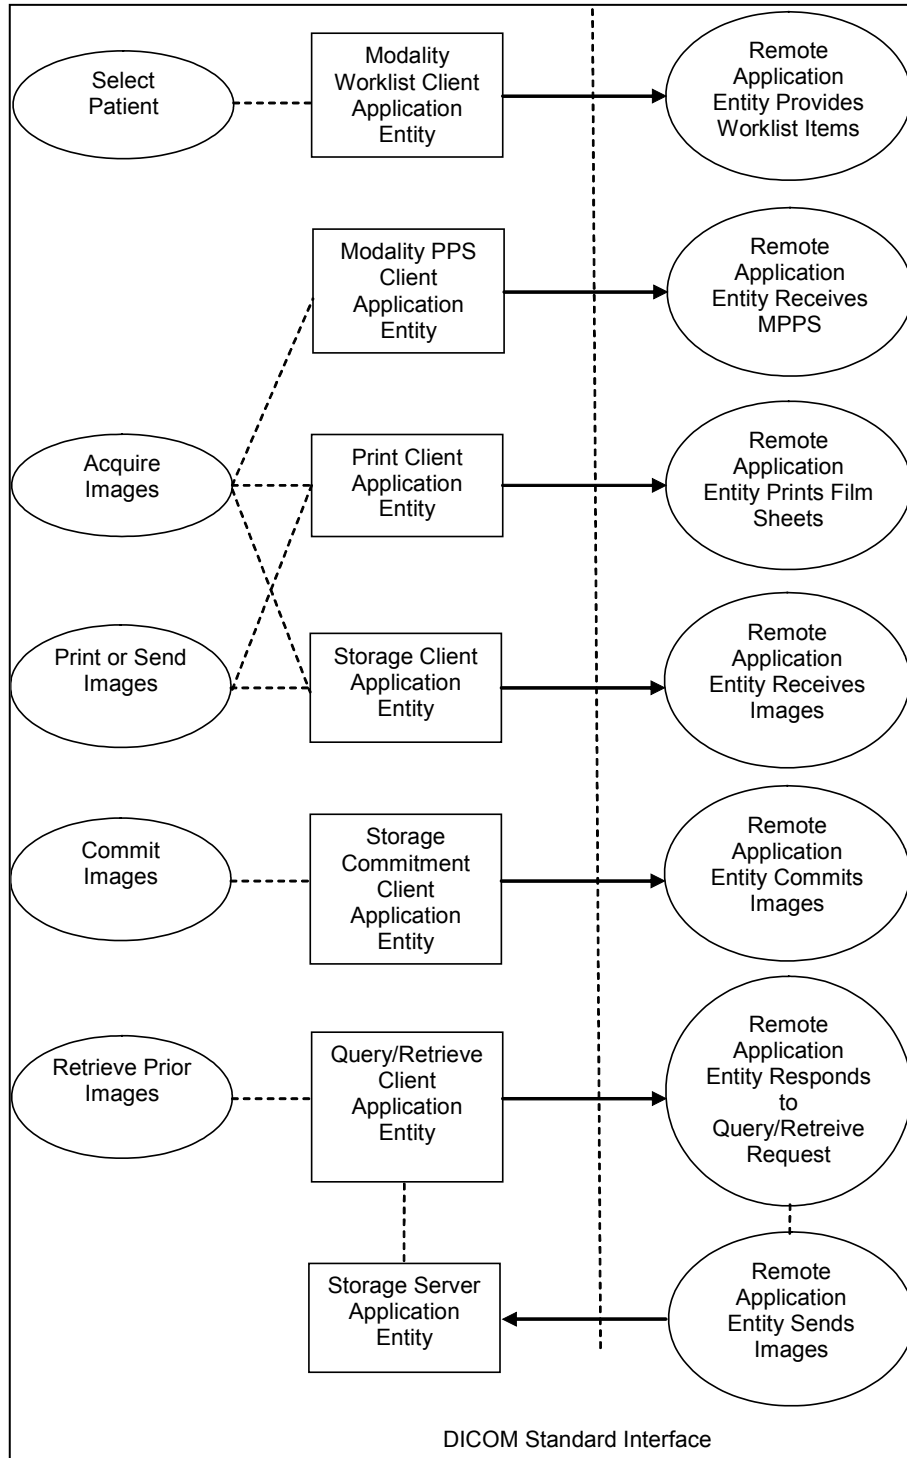 Select
Patient
Modality
Worklist Client
Application
Entity
Remote
Application
Entity Provides
Worklist Items
Modality PPS
Client
Application
Entity
Remote
Application
Entity Receives
MPPS
Acquire
Images
Print Client
Application
Entity
Remote
Application
Entity Prints Film
Sheets
Print or Send
Images
Storage Client
Application
Entity
Remote
Application
Entity Receives
Images
Commit
Images
Storage
Commitment
Client
Application
Entity
Remote
Application
Entity Commits
Images
Retrieve Prior
Images
Query/Retrieve
Client
Application
Entity
Remote
Application
Entity Responds
to
Query/Retreive
Request
Storage Server
Application
Entity
Remote
Application
Entity Sends
Images
DICOM Standard Interface